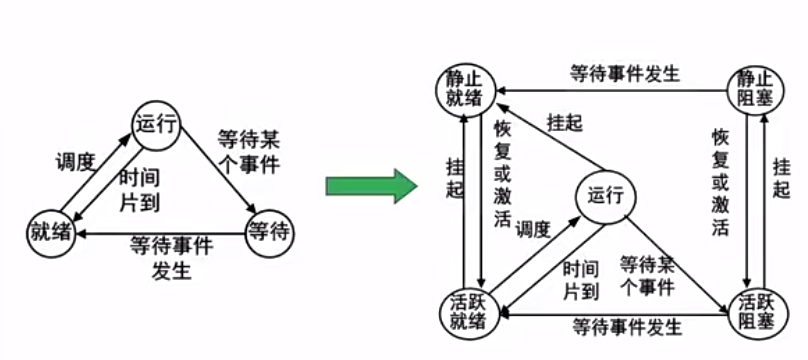 运行
调度
时间
片到
等待某
个事件
就绪
等待
等待事件
发生
静止
就绪
等待事件发生
静止
阻塞
挂起
挂起
恢复或激活
运行
恢复或激活
挂起
调度
时间
片到
等待某
个事件
活跃
就绪
等待事件发生
活跃
阻塞